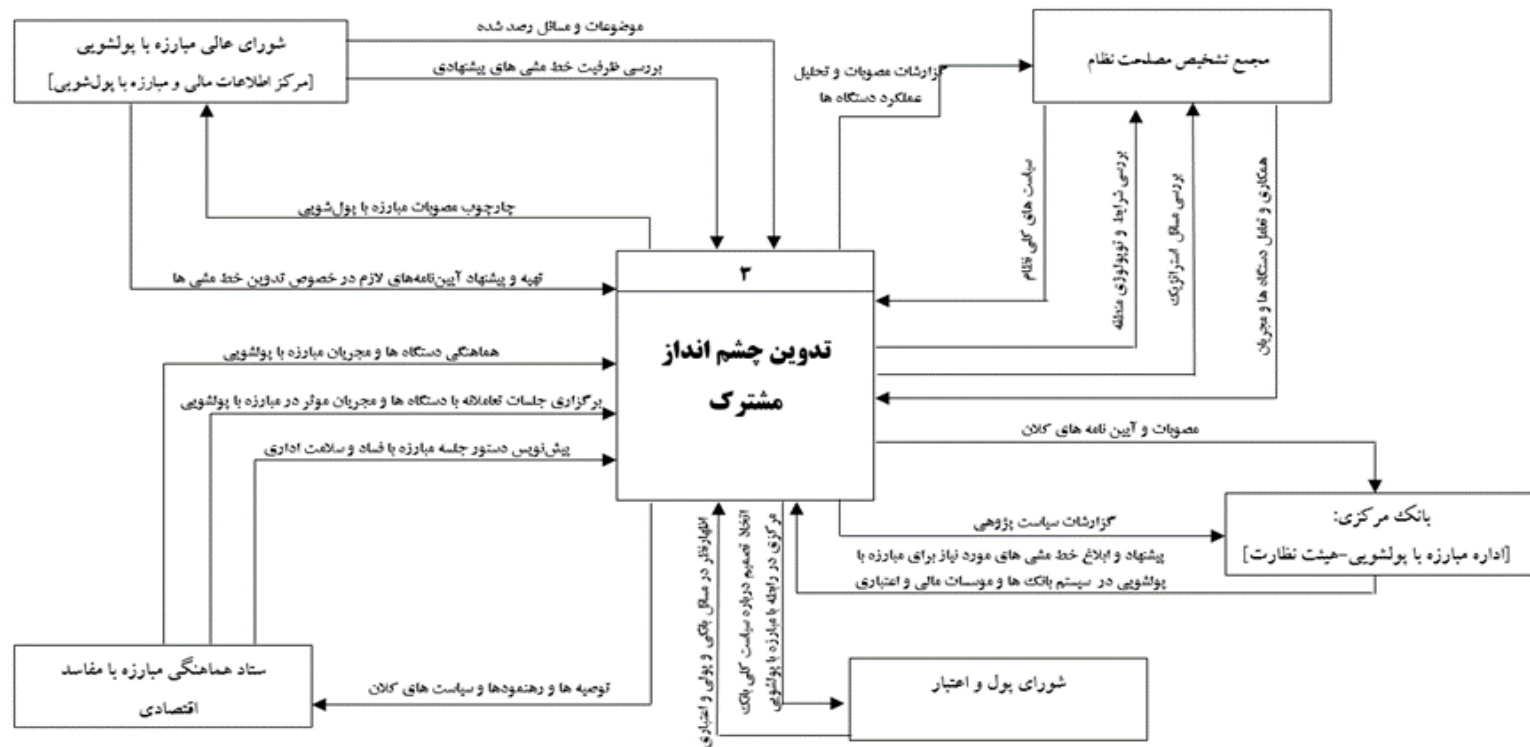 موضوعات و مسائل رصد شده
شورای عالی مبارزه با پولشویی
[مرکز اطلاعات مالی و مبارزه با پول‌شویی]
بررسی ظرفیت خط مشی های پیشنهادی
گزارشات مصوبات و تحلیل
عملکرد دستگاه ها
مجمع تشخیص مصلحت نظام
سیاست های کلی نظام
بررسی شرایط و توپولوژی منطقه
بررسی مسائل استراتژیک
همکاری و تعامل دستگاه ها و مجریان
چارچوب مصوبات مبارزه با پول‌شویی
تهیه و پیشنهاد آیین‌نامه‌های لازم در خصوص تدوین خط مشی ها
۳
تدوین چشم انداز
مشترک
هماهنگی دستگاه ها و مجریان مبارزه با پولشویی
برگزاری جلسات تعاملانه با دستگاه ها و مجریان موثر در مبارزه با پولشویی
پیش‌نویس دستور جلسه مبارزه با فساد و سلامت اداری
مصوبات و آیین نامه های کلان
بانک مرکزی:
[اداره مبارزه با پولشویی-هیئت نظارت]
گزارشات سیاست پژوهی
پیشنهاد و ابلاغ خط مشی های مورد نیاز برای مبارزه با
پولشویی در سیستم بانک ها و موسسات مالی و اعتباری
اظهارنظر در مسائل بانکی و پولی و اعتباری
اتخاذ تصمیم درباره سیاست کلی بانک
مرکزی در رابطه با مبارزه با پولشویی
ستاد هماهنگی مبارزه با مفاسد
اقتصادی
توصیه ها و رهنمودها و سیاست های کلان
شورای پول و اعتبار